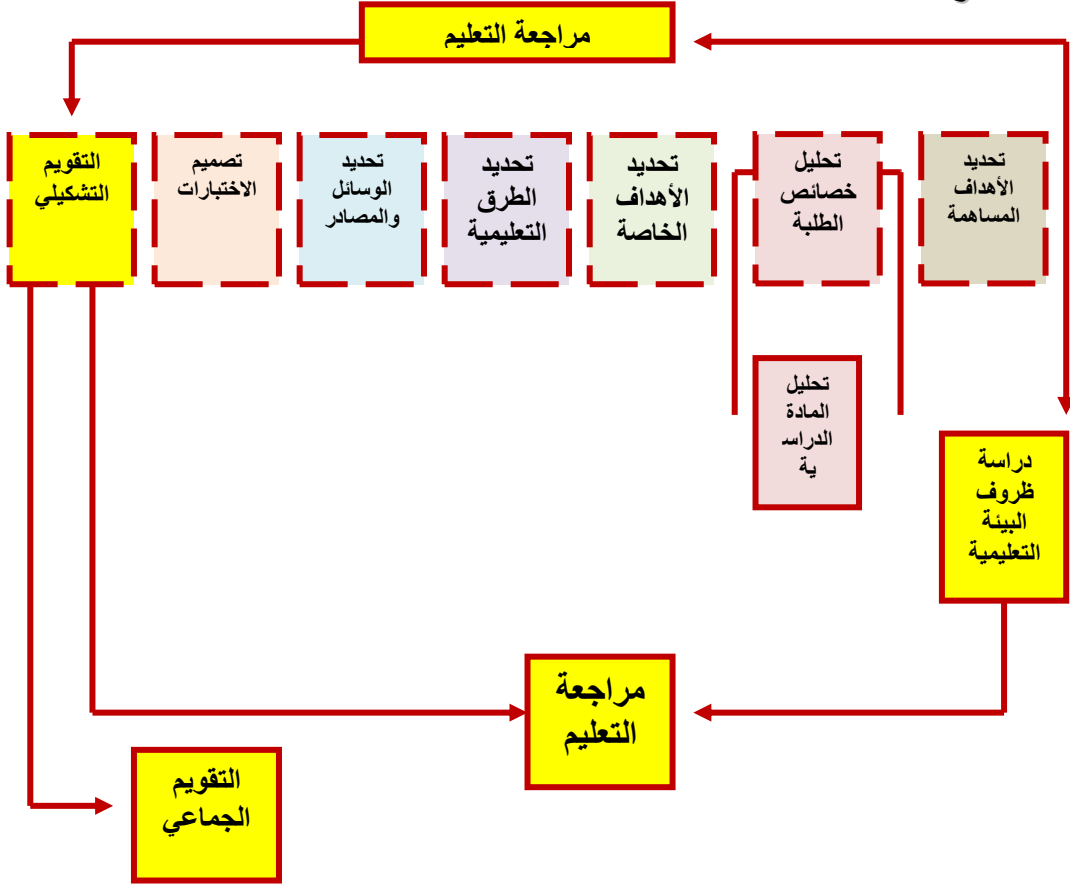 مراجعة التعليم
تحديد
الأهداف
المساهمة
تحليل
خصائص
الطلبة
تحديد
الأهداف
الخاصة
تحديد
الطرق
التعليمية
تحديد
الوسائل
والمصادر
تصميم
الاختبارات
التقويم
التشكيلي
تحليل
المادة
الدراسـ
ية
دراسة
ظروف
البيئة
التعليمية
مراجعة
التعليم
التقويم
الجماعي